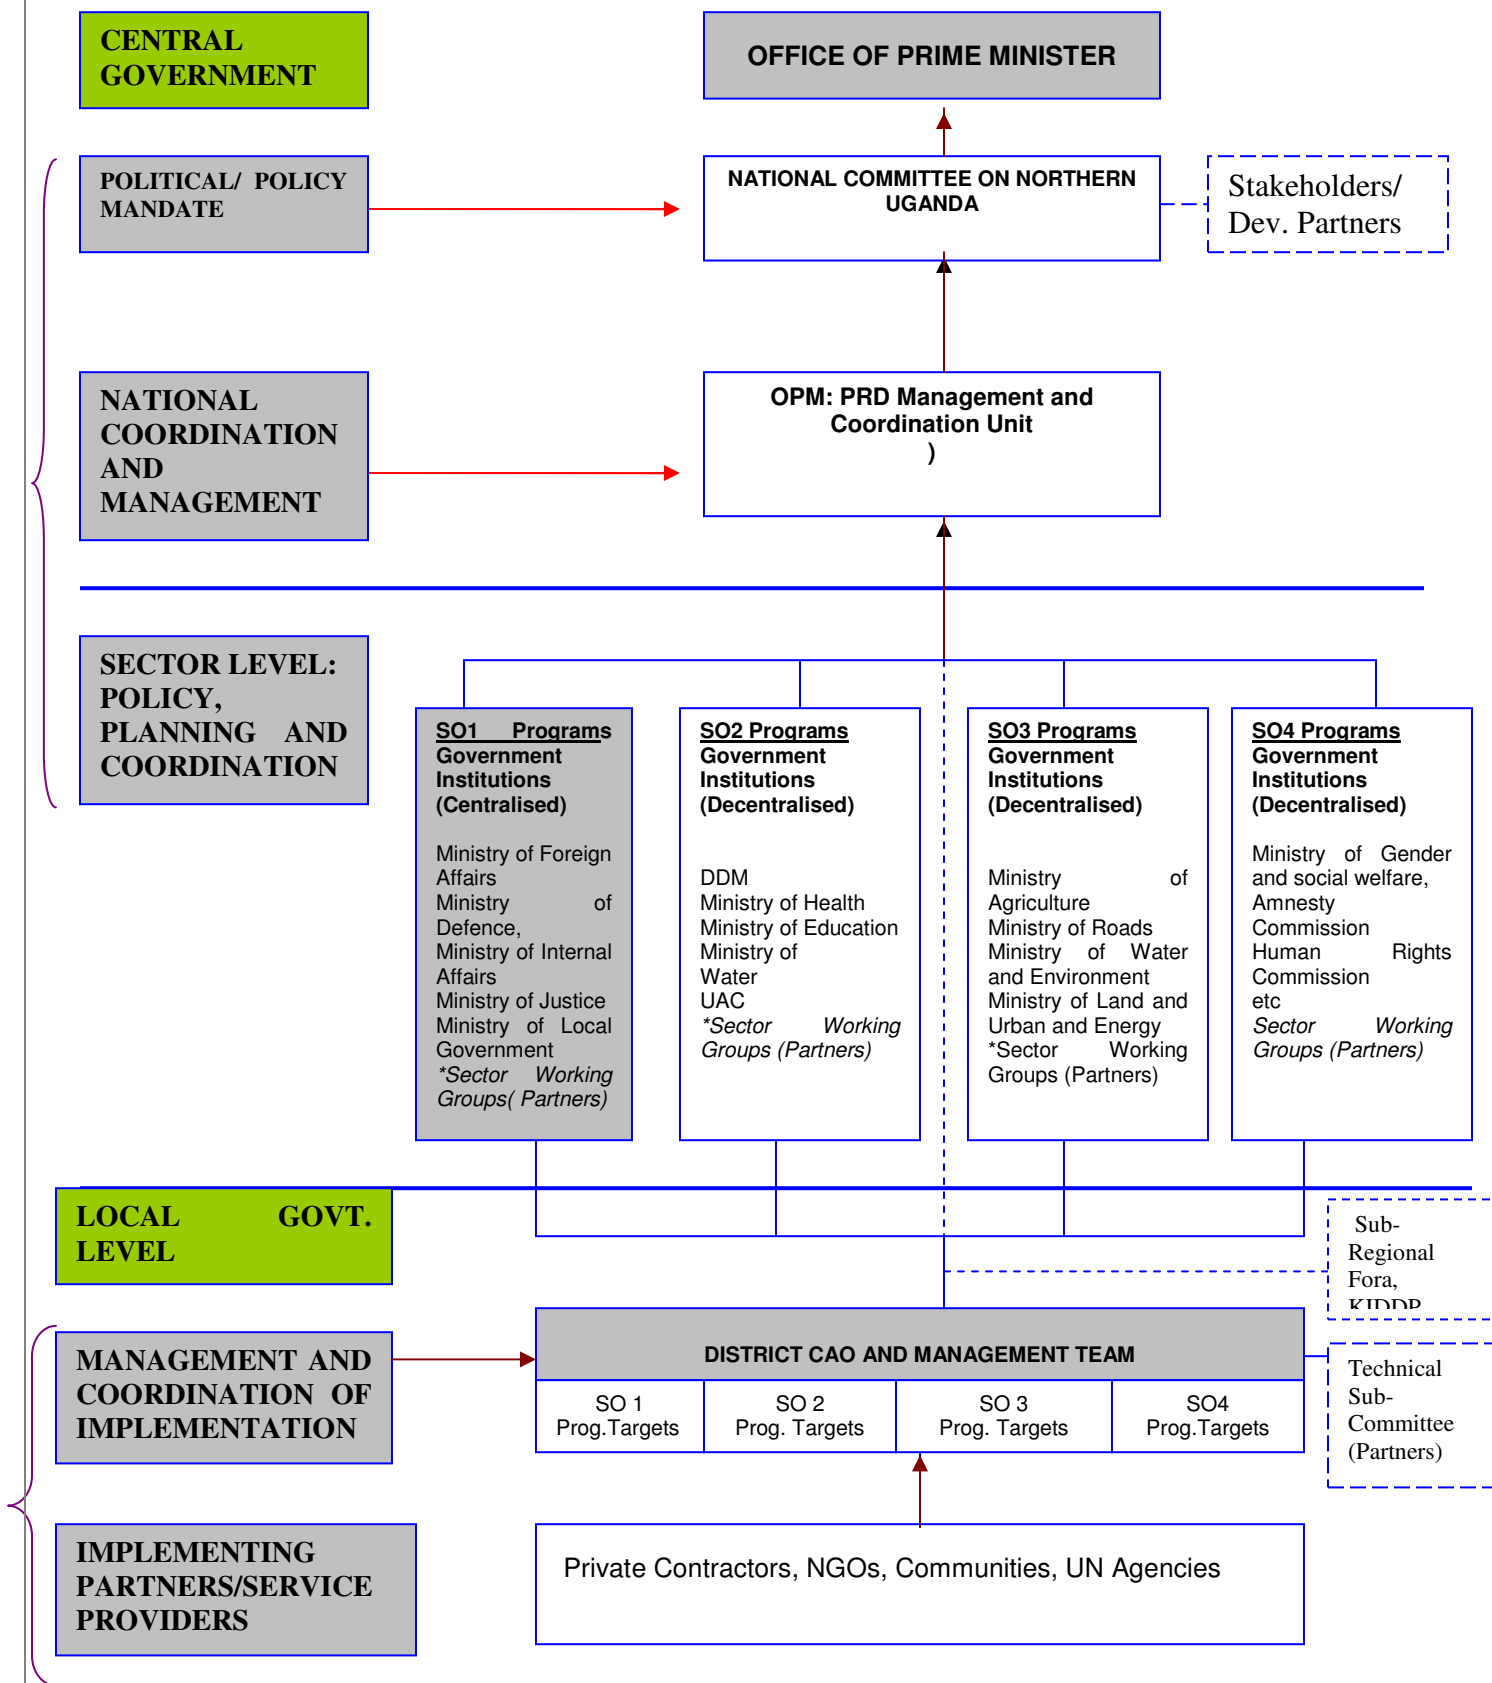 CENTRAL
GOVERNMENT
OFFICE OF PRIME MINISTER
POLITICAL/ POLICY
MANDATE
NATIONAL COMMITTEE ON NORTHERN
UGANDA
Stakeholders/
Dev. Partners
NATIONAL
COORDINATION
AND
MANAGEMENT
OPM: PRD Management and
Coordination Unit
)
SECTOR LEVEL:
POLICY,
PLANNING AND
COORDINATION
SO1 Programs
Government
Institutions
(Centralised)
Ministry of Foreign
Affairs
Ministry of
Defence,
Ministry of Internal
Affairs
Ministry of Justice
Ministry of Local
Government
*Sector Working
Groups( Partners)
SO2 Programs
Government
Institutions
(Decentralised)
DDM
Ministry of Health
Ministry of Education
Ministry of
Water
UAC
*Sector Working
Groups (Partners)
SO3 Programs
Government
Institutions
(Decentralised)
Ministry of
Agriculture
Ministry of Roads
Ministry of Water
and Environment
Ministry of Land and
Urban and Energy
*Sector Working
Groups (Partners)
SO4 Programs
Government
Institutions
(Decentralised)
Ministry of Gender
and social welfare,
Amnesty
Commission
Human Rights
Commission
etc
Sector Working
Groups (Partners)
LOCAL GOVT.
LEVEL
Sub-
Regional
Fora,
KIDDP
MANAGEMENT AND
COORDINATION OF
IMPLEMENTATION
DISTRICT CAO AND MANAGEMENT TEAM
SO 1
Prog.Targets
SO 2
Prog. Targets
SO 3
Prog. Targets
SO4
Prog.Targets
Technical
Sub-
Committee
(Partners)
IMPLEMENTING
PARTNERS/SERVICE
PROVIDERS
Private Contractors, NGOs, Communities, UN Agencies